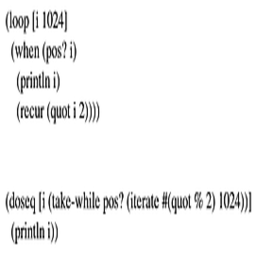 (loop [i 1024]
(when (pos? i)
(println i)
(recur (quot i 2))))
(doseq [i (take-while pos? (iterate #(quot % 2) 1024))]
(println i))